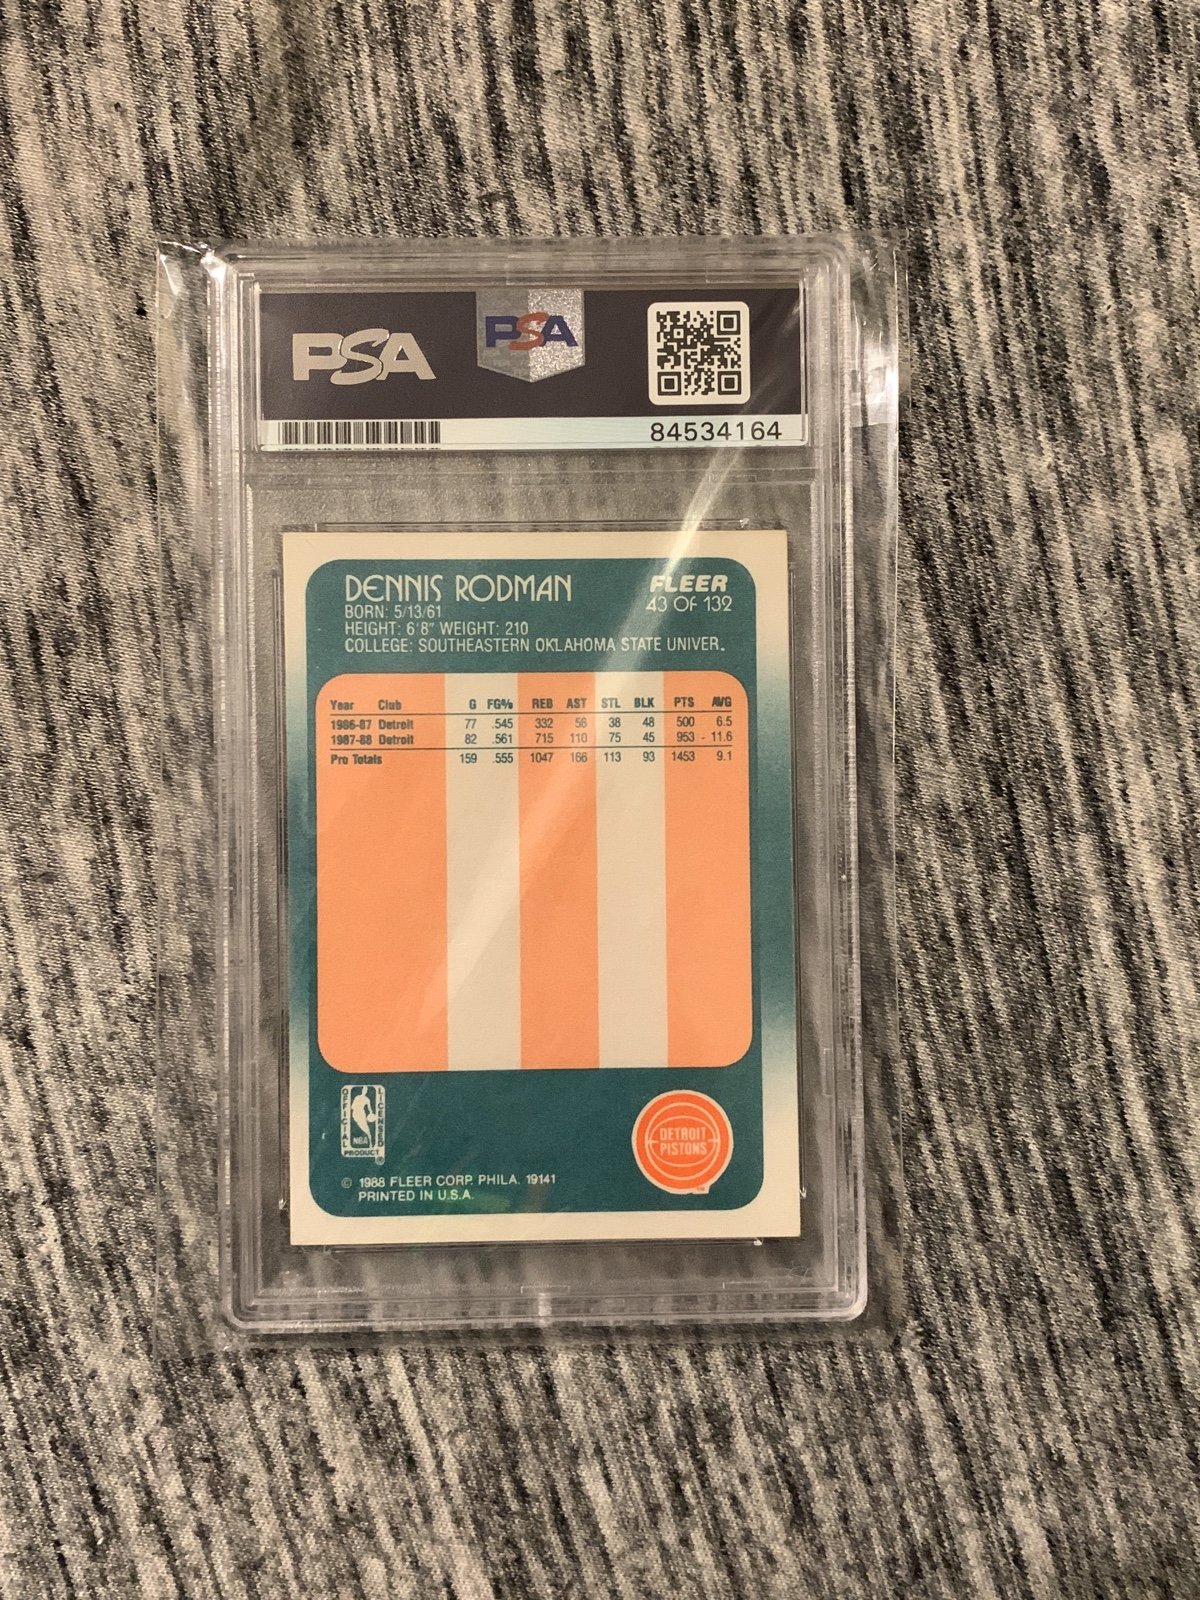 PSA PSA
84534164
DENNIS RODMAN FLEER
BORN: 5/13/61 43 OF 132
HEIGHT: 6'8" WEIGHT: 210
COLLEGE: SOUTHEASTERN OKLAHOMA STATE UNIVER.
Year Club G FG% REB AST STL BLK PTS AVG
1986-87 Detroit 77 .545 332 56 38 48 500 6.5
1987-88 Detroit 82 .561 715 110 75 45 953 11.6
Pro Totals 159 .555 1047 166 113 93 1453 9.1
OFFICIAL LICENSED
NBA
PRODUCT ®
DETROIT
PISTONS
© 1988 FLEER CORP. PHILA. 19141
PRINTED IN U.S.A.